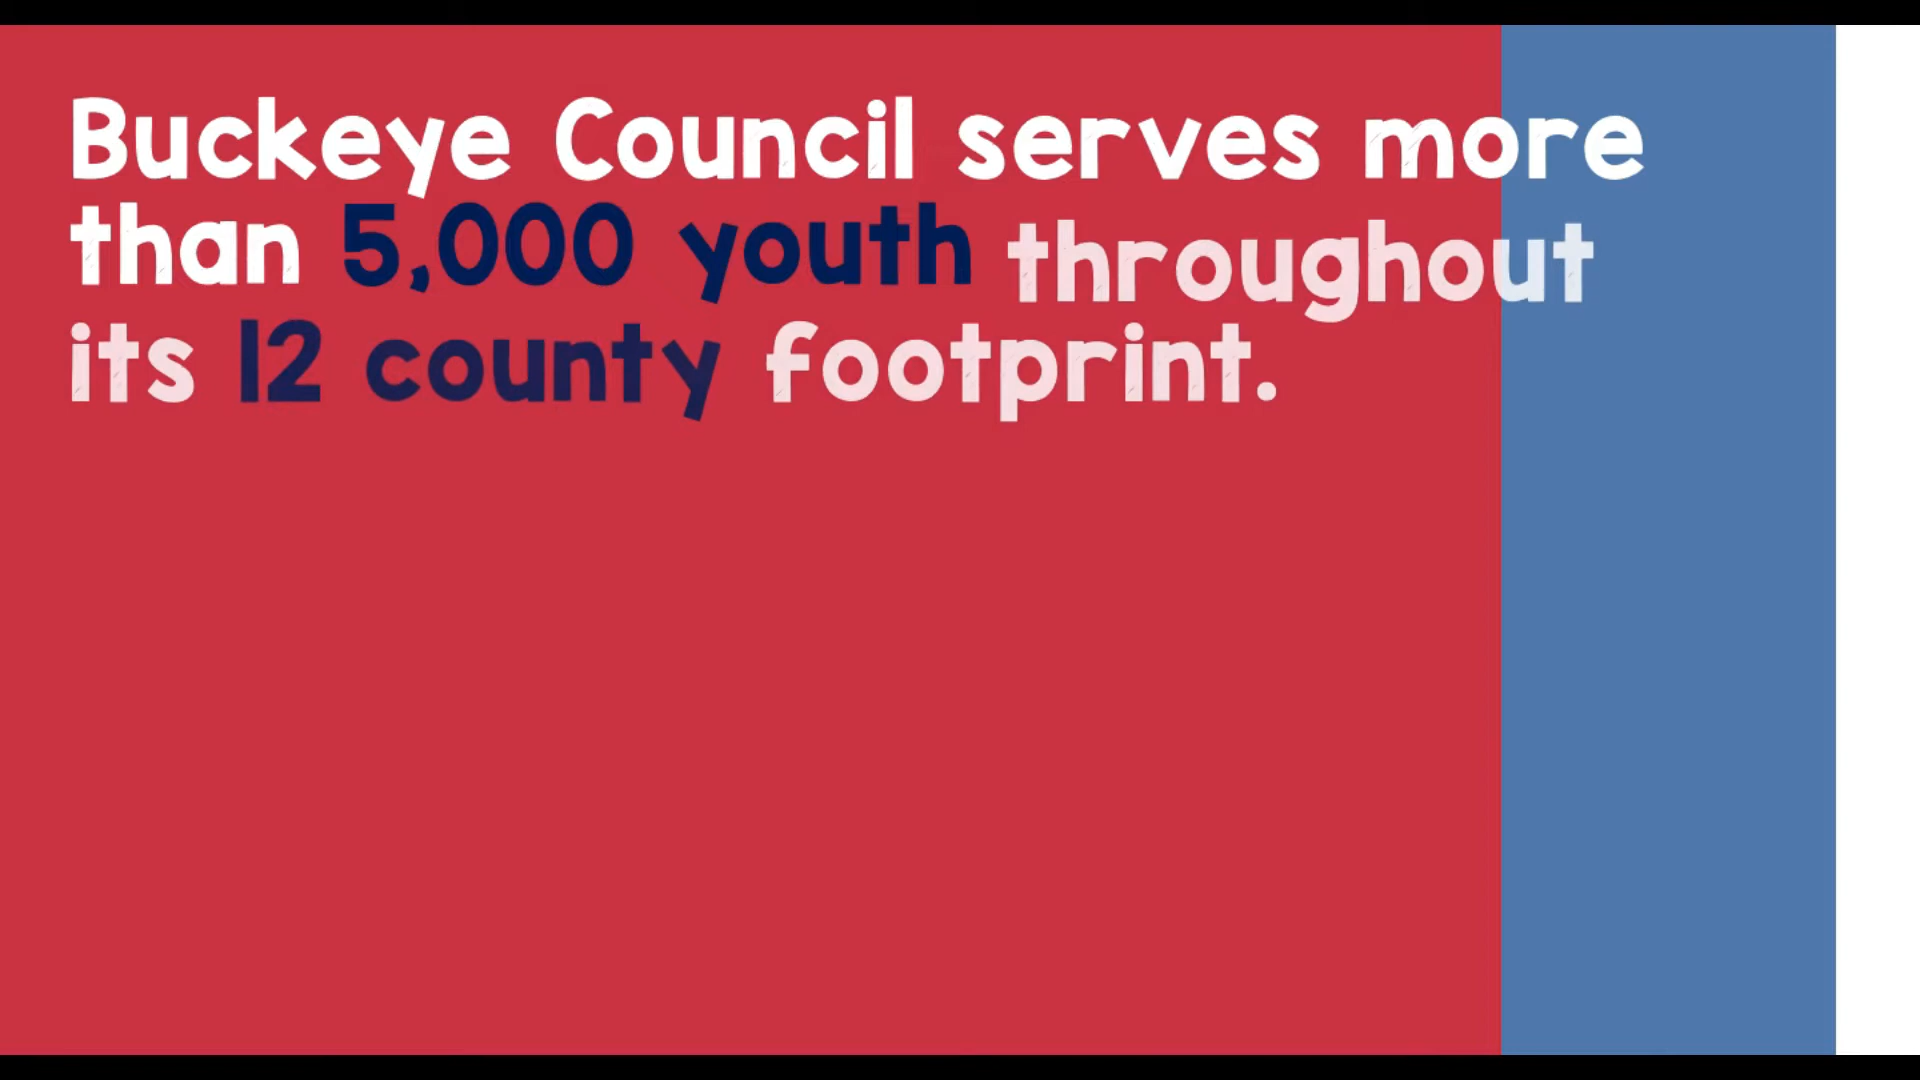 Buckeye Council serves more
than 5,000 youth throughout
its 12 county footprint.